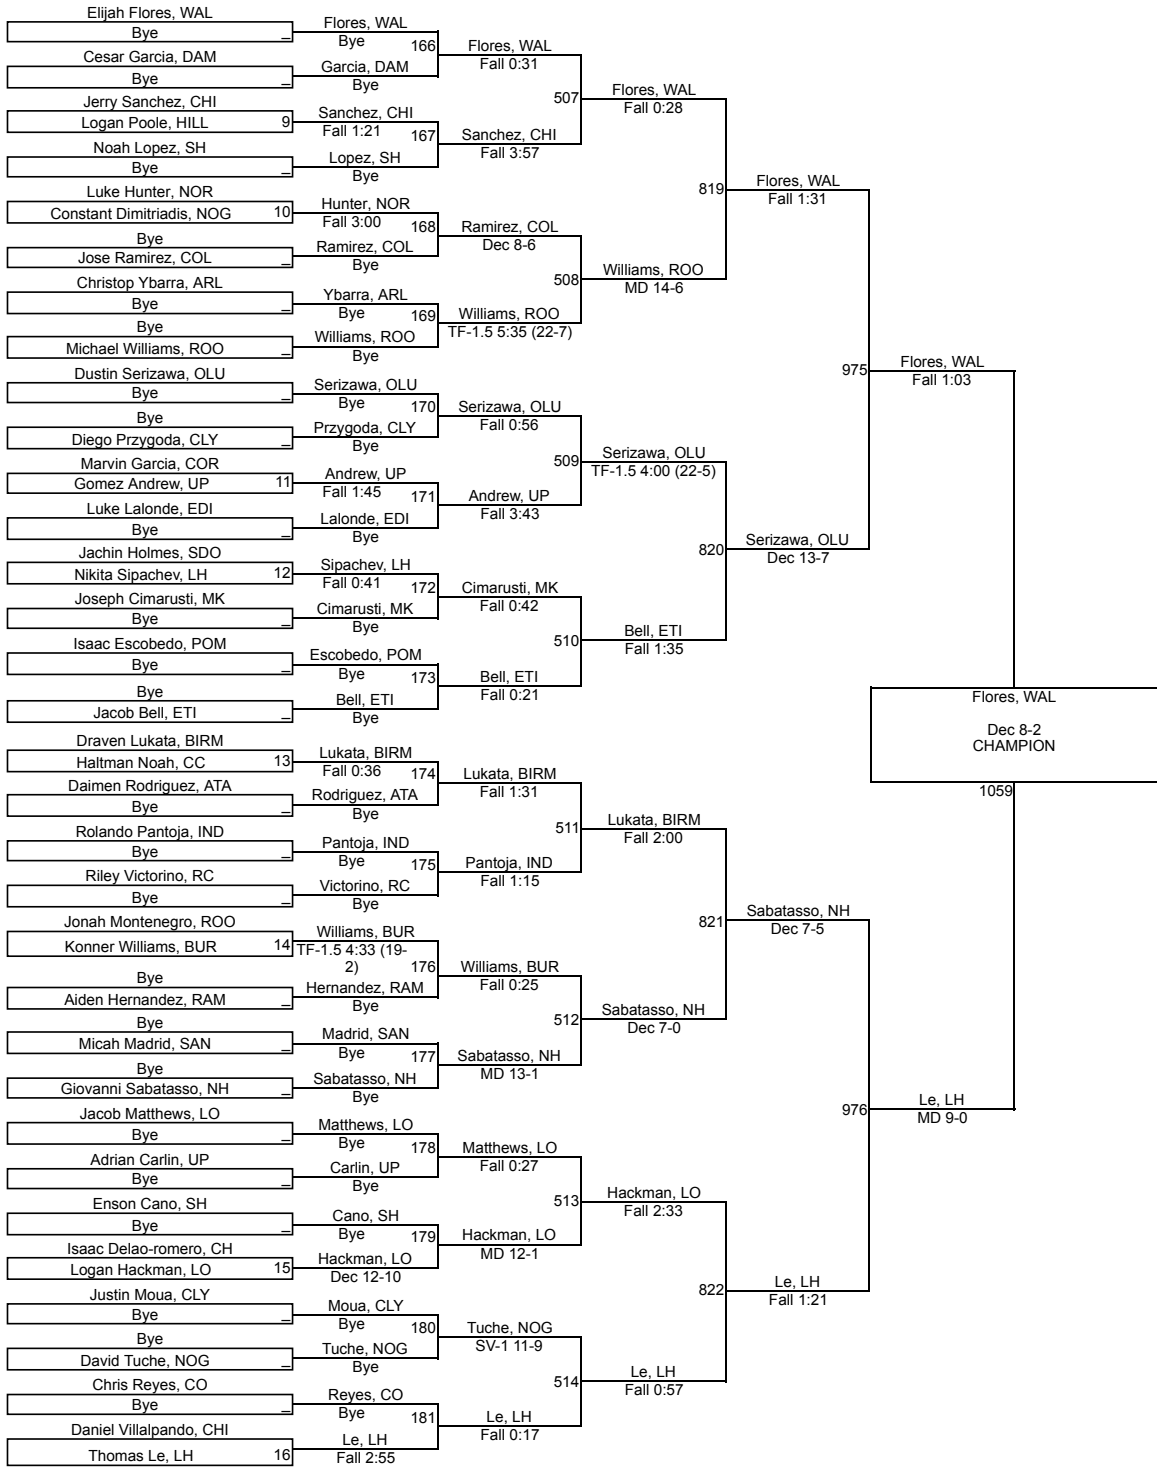 Elijah Flores, WAL
Bye _
Cesar Garcia, DAM
Bye _
Jerry Sanchez, CHI
Logan Poole, HILL 9
Noah Lopez, SH
Bye _
Luke Hunter, NOR
Constant Dimitriadis, NOG 10
Bye
Jose Ramirez, COL _
Christop Ybarra, ARL
Bye _
Bye
Michael Williams, ROO _
Dustin Serizawa, OLU
Bye _
Bye
Diego Przygoda, CLY _
Marvin Garcia, COR
Gomez Andrew, UP 11
Luke Lalonde, EDI
Bye _
Jachin Holmes, SDO
Nikita Sipachev, LH 12
Joseph Cimarusti, MK
Bye _
Isaac Escobedo, POM
Bye _
Bye
Jacob Bell, ETI _
Draven Lukata, BIRM
Haltman Noah, CC 13
Daimen Rodriguez, ATA
Bye _
Rolando Pantoja, IND
Bye _
Riley Victorino, RC
Bye _
Jonah Montenegro, ROO
Konner Williams, BUR 14
Bye
Aiden Hernandez, RAM _
Bye
Micah Madrid, SAN _
Bye
Giovanni Sabatasso, NH _
Jacob Matthews, LO
Bye _
Adrian Carlin, UP
Bye _
Enson Cano, SH
Bye _
Isaac Delao-romero, CH
Logan Hackman, LO 15
Justin Moua, CLY
Bye _
Bye
David Tuche, NOG _
Chris Reyes, CO
Bye _
Daniel Villalpando, CHI
Thomas Le, LH 16
Flores, WAL
Bye
166
Garcia, DAM
Bye
Sanchez, CHI
Fall 1:21
167
Lopez, SH
Bye
Hunter, NOR
Fall 3:00
168
Ramirez, COL
Bye
Ybarra, ARL
Bye
169
Williams, ROO
Bye
Serizawa, OLU
Bye
170
Przygoda, CLY
Bye
Andrew, UP
Fall 1:45
171
Lalonde, EDI
Bye
Sipachev, LH
Fall 0:41
172
Cimarusti, MK
Bye
Escobedo, POM
Bye
173
Bell, ETI
Bye
Lukata, BIRM
Fall 0:36
174
Rodriguez, ATA
Bye
Pantoja, IND
Bye
175
Victorino, RC
Bye
Williams, BUR
TF-1.5 4:33 (19-
2)
176
Hernandez, RAM
Bye
Madrid, SAN
Bye
177
Sabatasso, NH
Bye
Matthews, LO
Bye
178
Carlin, UP
Bye
Cano, SH
Bye
179
Hackman, LO
Dec 12-10
Moua, CLY
Bye
180
Tuche, NOG
Bye
Reyes, CO
Bye
181
Le, LH
Fall 2:55
Flores, WAL
Fall 0:31
507
Sanchez, CHI
Fall 3:57
Ramirez, COL
Dec 8-6
508
Williams, ROO
TF-1.5 5:35 (22-7)
Serizawa, OLU
Fall 0:56
509
Andrew, UP
Fall 3:43
Cimarusti, MK
Fall 0:42
510
Bell, ETI
Fall 0:21
Lukata, BIRM
Fall 1:31
511
Pantoja, IND
Fall 1:15
Williams, BUR
Fall 0:25
512
Sabatasso, NH
MD 13-1
Matthews, LO
Fall 0:27
513
Hackman, LO
MD 12-1
Tuche, NOG
SV-1 11-9
514
Le, LH
Fall 0:17
Flores, WAL
Fall 0:28
819
Williams, ROO
MD 14-6
Serizawa, OLU
TF-1.5 4:00 (22-5)
820
Bell, ETI
Fall 1:35
Lukata, BIRM
Fall 2:00
821
Sabatasso, NH
Dec 7-0
Hackman, LO
Fall 2:33
822
Le, LH
Fall 0:57
Flores, WAL
Fall 1:31
975
Serizawa, OLU
Dec 13-7
Sabatasso, NH
Dec 7-5
976
Le, LH
Fall 1:21
Flores, WAL
Fall 1:03
Le, LH
MD 9-0
Flores, WAL
Dec 8-2
CHAMPION
1059